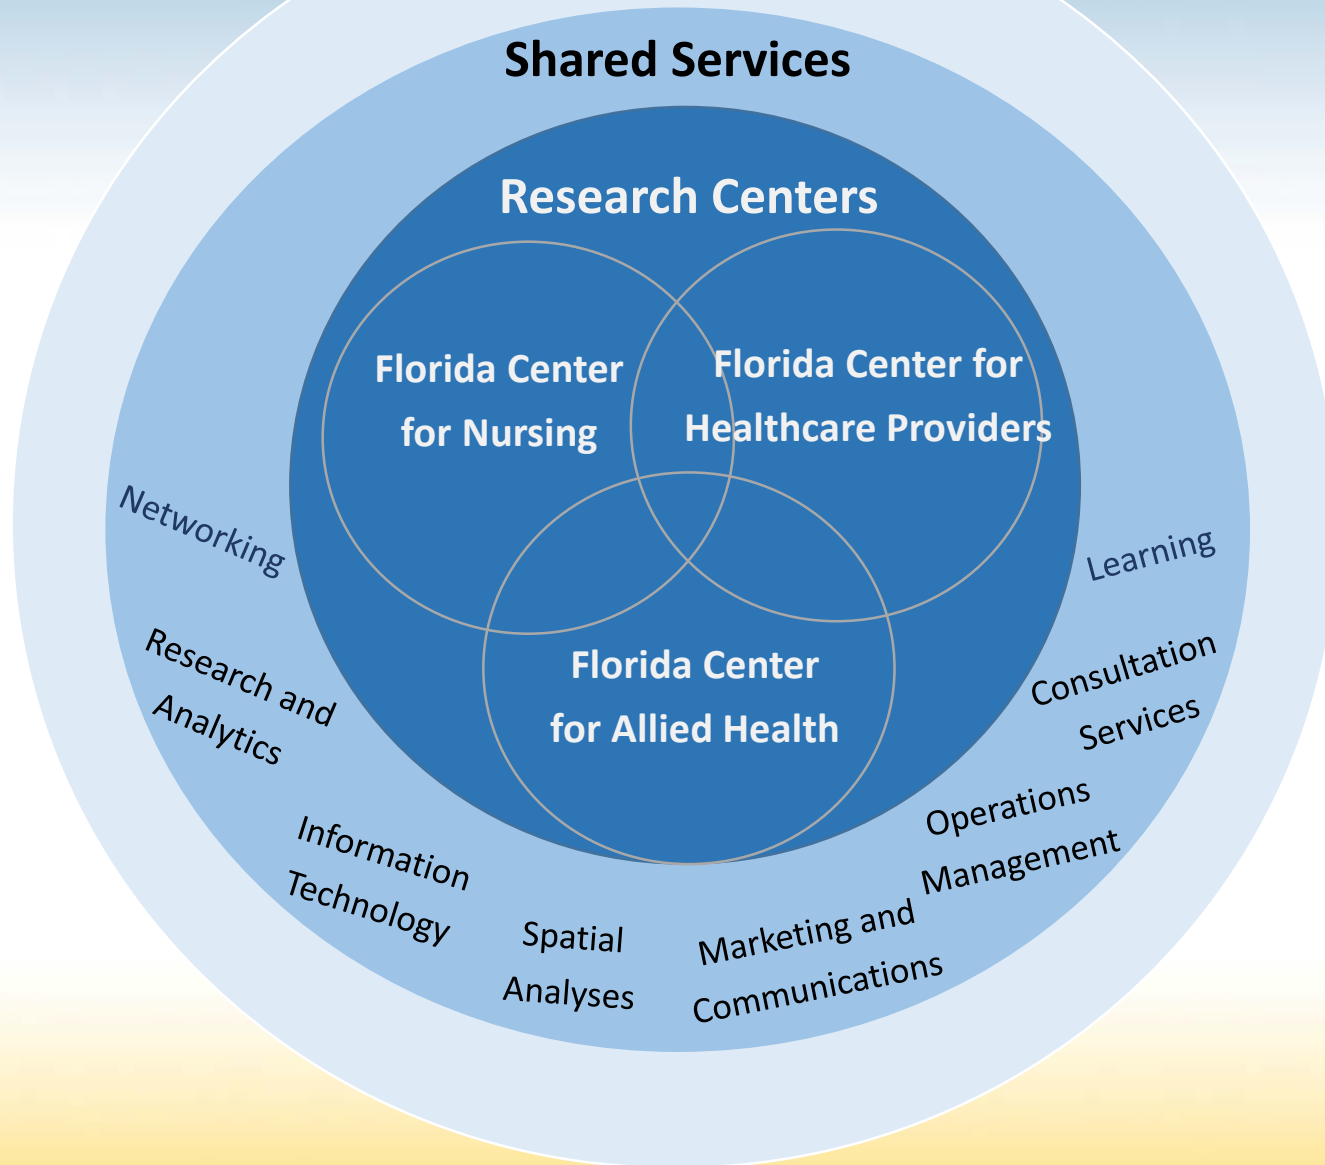 Shared Services
Research Centers
Florida Center
for Nursing
Florida Center for
Healthcare Providers
Florida Center
for Allied Health
Networking
Research and
Analytics
Information
Technology
Spatial
Analyses
Marketing and
Communications
Operations
Management
Consultation
Services
Learning